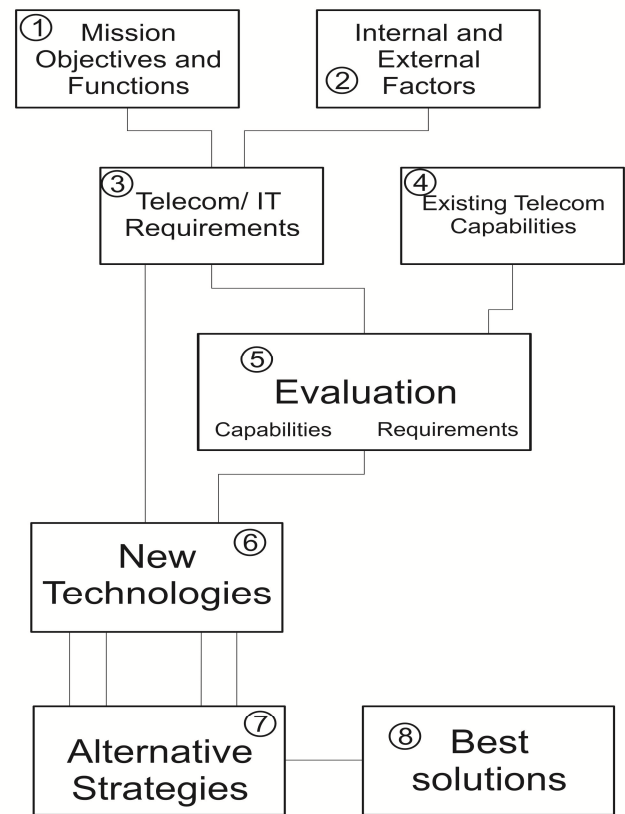 ① Mission
Objectives and
Functions
Internal and
External
② Factors
③ Telecom/ IT
Requirements
④ Existing Telecom
Capabilities
⑤
Evaluation
Capabilities Requirements
⑥
New
Technologies
⑦
Alternative
Strategies
⑧ Best
solutions